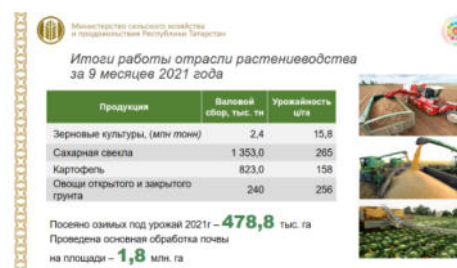 Министерство сельского хозяйства
и продовольствия Республики Татарстан
Итоги работы отрасли растениеводства
за 9 месяцев 2021 года
Продукция
Валовой сбор, тыс. тн
Урожайность ц/га
Зерновые культуры, (млн тонн) 2,4 15,8
Сахарная свекла 1 353,0 265
Картофель 823,0 158
Овощи открытого и закрытого
грунта 240 256
Посеяно озимых под урожай 2021г – 478,8 тыс. га
Проведена основная обработка почвы
на площади – 1,8 млн. га